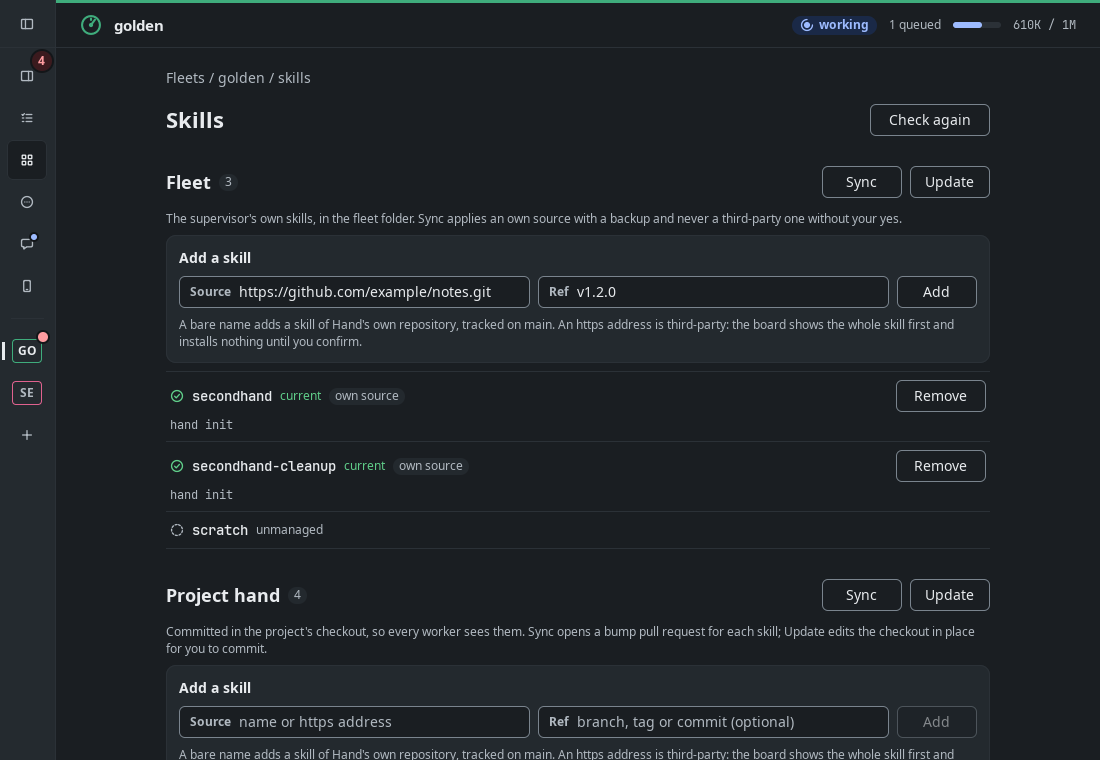 golden
working
1 queued
610K / 1M
4
Fleets / golden / skills
Skills
Check again
Fleet 3
Sync
Update
The supervisor's own skills, in the fleet folder. Sync applies an own source with a backup and never a third-party one without your yes.
Add a skill
Source https://github.com/example/notes.git
Ref v1.2.0
Add
A bare name adds a skill of Hand's own repository, tracked on main. An https address is third-party: the board shows the whole skill first and
installs nothing until you confirm.
GO
SE
secondhand current own source
Remove
hand init
secondhand-cleanup current own source
Remove
hand init
scratch unmanaged
Project hand 4
Sync
Update
Committed in the project's checkout, so every worker sees them. Sync opens a bump pull request for each skill; Update edits the checkout in place
for you to commit.
Add a skill
Source name or https address
Ref branch, tag or commit (optional)
Add
A bare name adds a skill of Hand's own repository, tracked on main. An https address is third-party: the board shows the whole skill first and